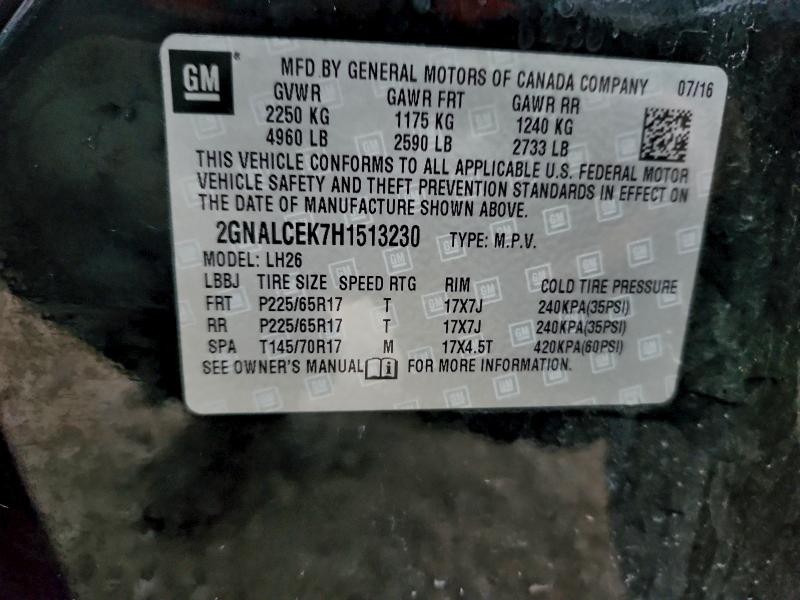 GM®
MFD BY GENERAL MOTORS OF CANADA COMPANY 07/16
GVWR GAWR FRT GAWR RR
2250 KG 1175 KG 1240 KG
4960 LB 2590 LB 2733 LB
THIS VEHICLE CONFORMS TO ALL APPLICABLE U.S. FEDERAL MOTOR
VEHICLE SAFETY AND THEFT PREVENTION STANDARDS IN EFFECT ON
THE DATE OF MANUFACTURE SHOWN ABOVE.
2GNALCEK7H1513230 TYPE: M.P.V.
MODEL: LH26
LBBJ TIRE SIZE SPEED RTG RIM COLD TIRE PRESSURE
FRT P225/65R17 T 17X7J 240KPA(35PSI)
RR P225/65R17 T 17X7J 240KPA(35PSI)
SPA T145/70R17 M 17X4.5T 420KPA(60PSI)
SEE OWNER'S MANUAL FOR MORE INFORMATION.